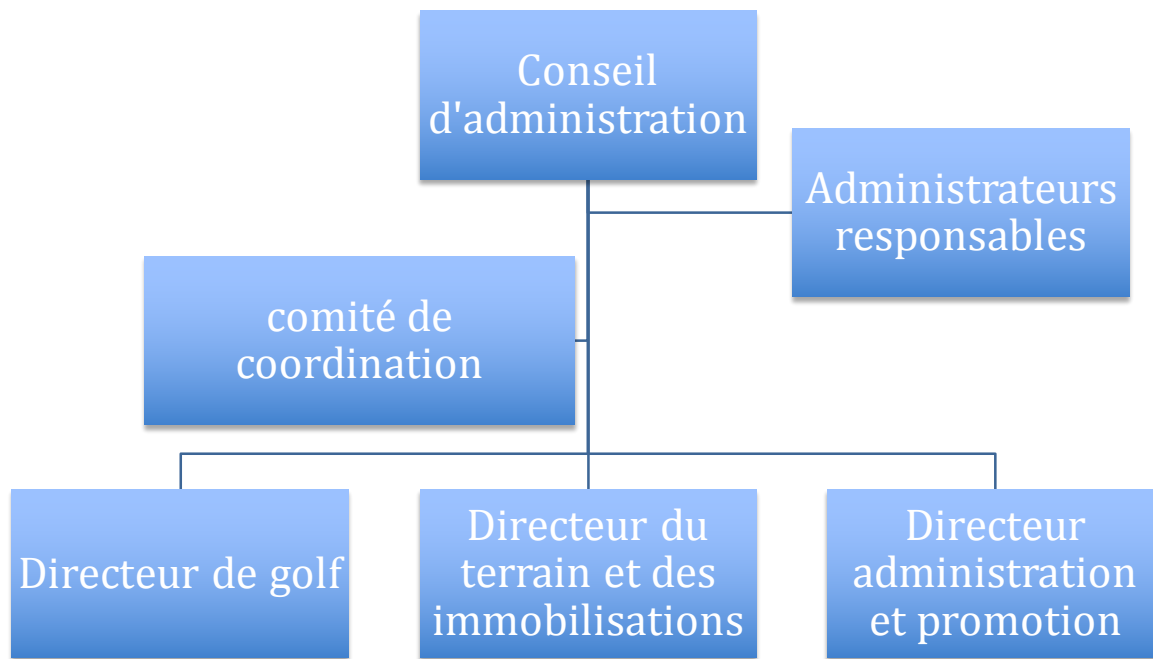 Conseil
d'administration
Administrateurs
responsables
comité de
coordination
Directeur de golf
Directeur du
terrain et des
immobilisations
Directeur
administration
et promotion